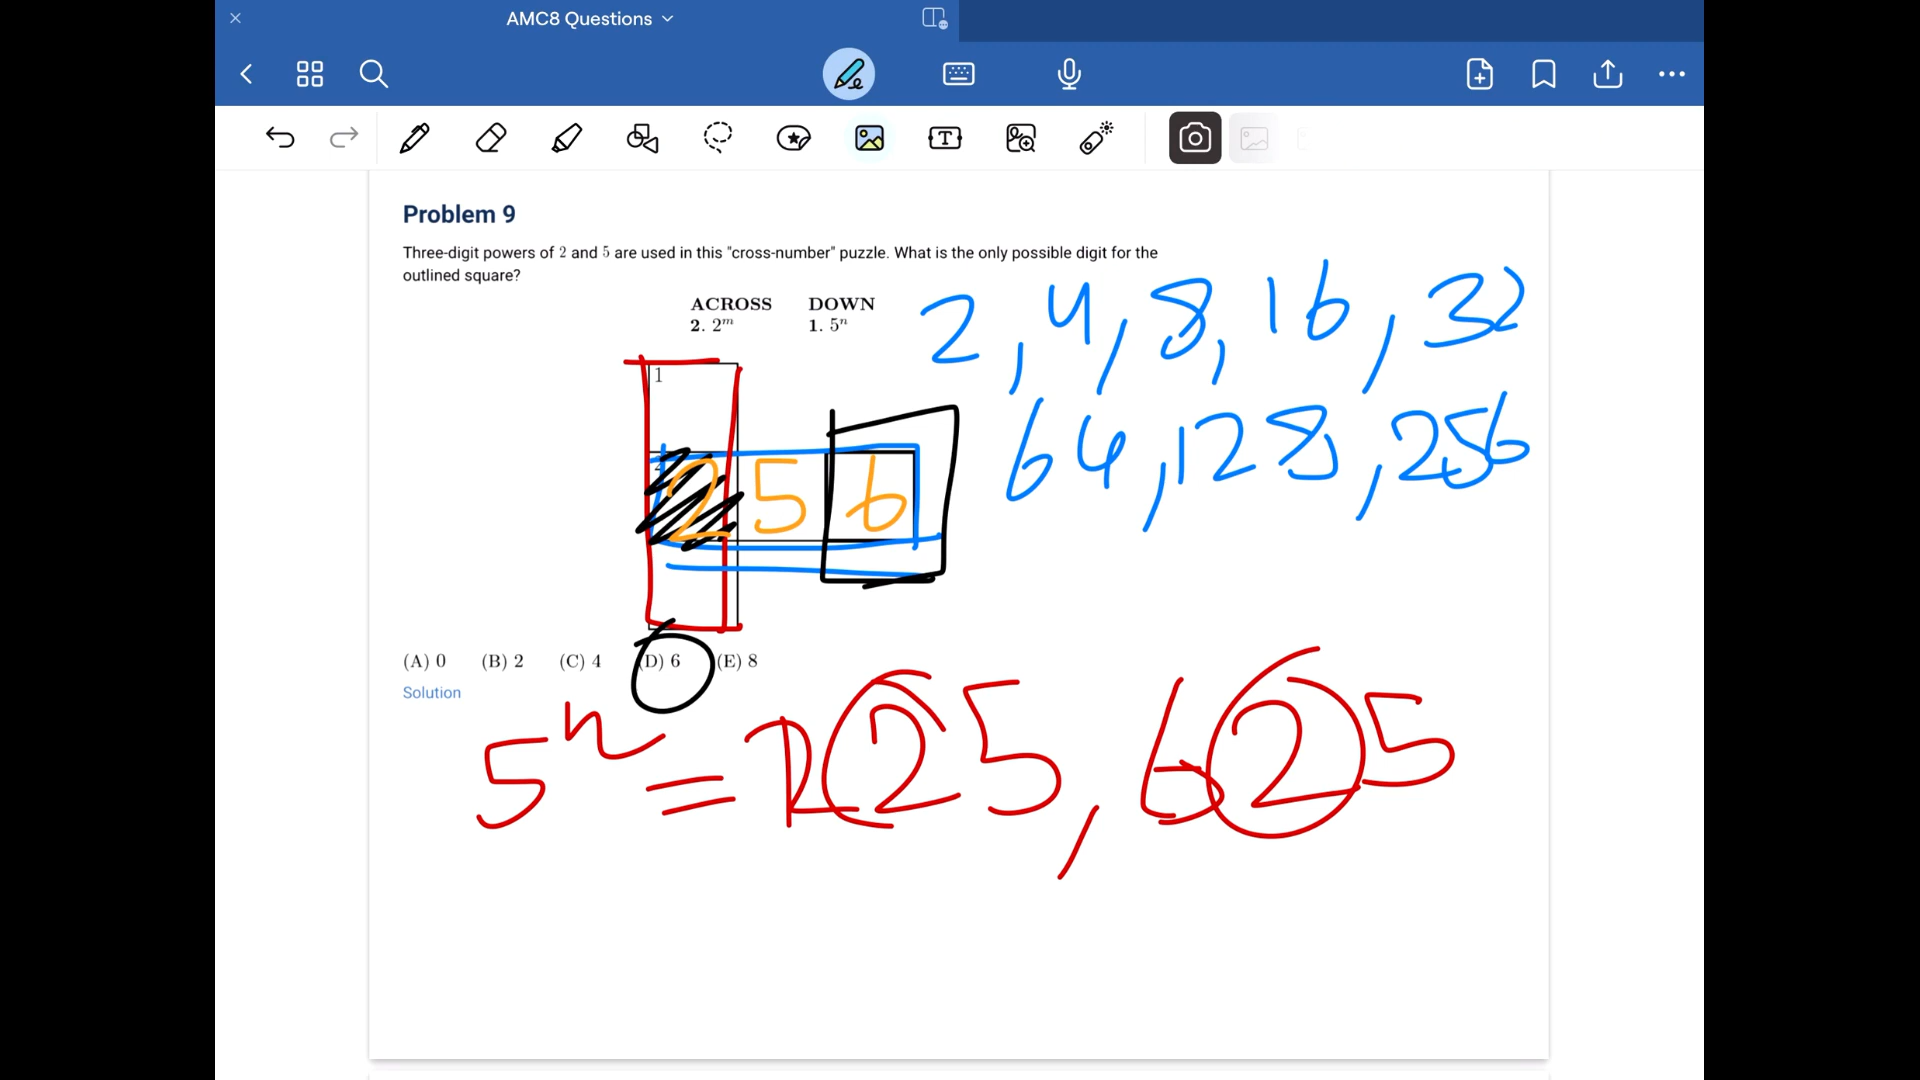 AMC8 Questions
Problem 9
Three-digit powers of 2 and 5 are used in this "cross-number" puzzle. What is the only possible digit for the
outlined square?
ACROSS DOWN
2. 2^m 1. 5^n
2, 4, 8, 16, 32
64, 128, 256
1
2
2 5 6
(A) 0 (B) 2 (C) 4 (D) 6 (E) 8
Solution
5^n = 125, 625